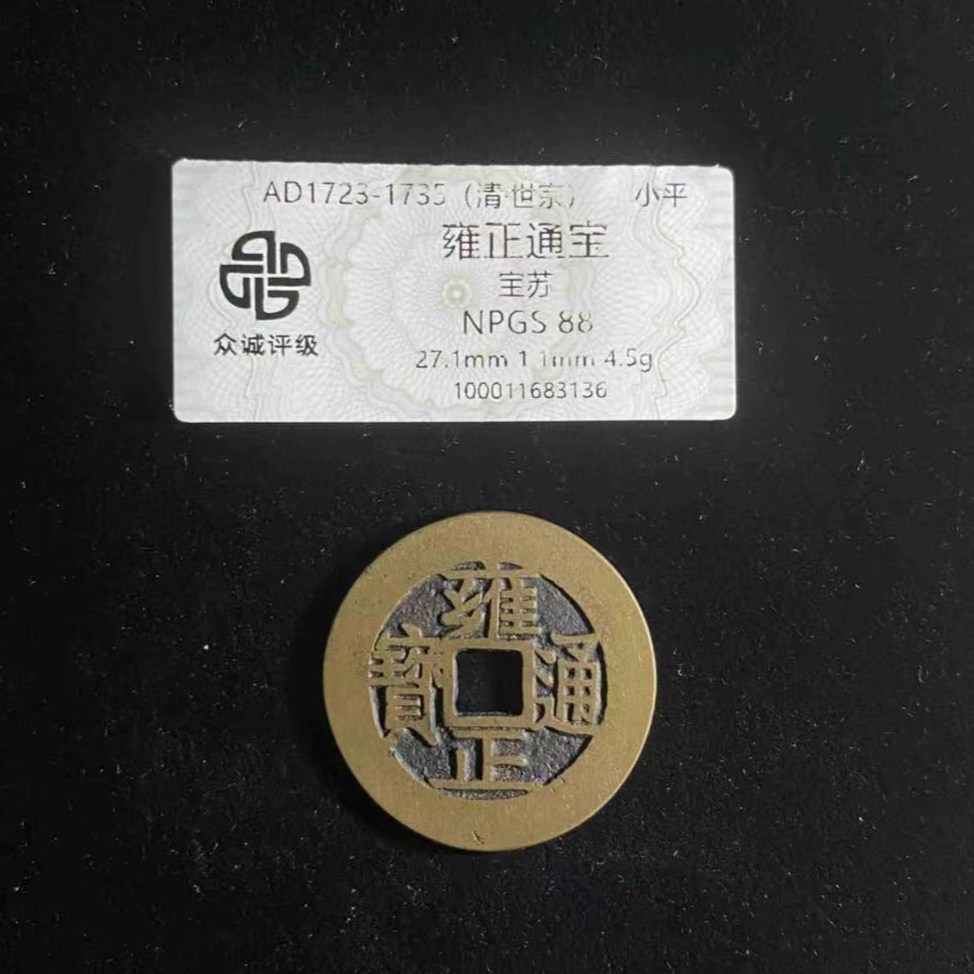 AD1723-1735（清·世宗） 小平
雍正通宝
宝苏
NPGS 88
众诚评级
27.1mm 1.1mm 4.5g
100011683136
雍正通寶